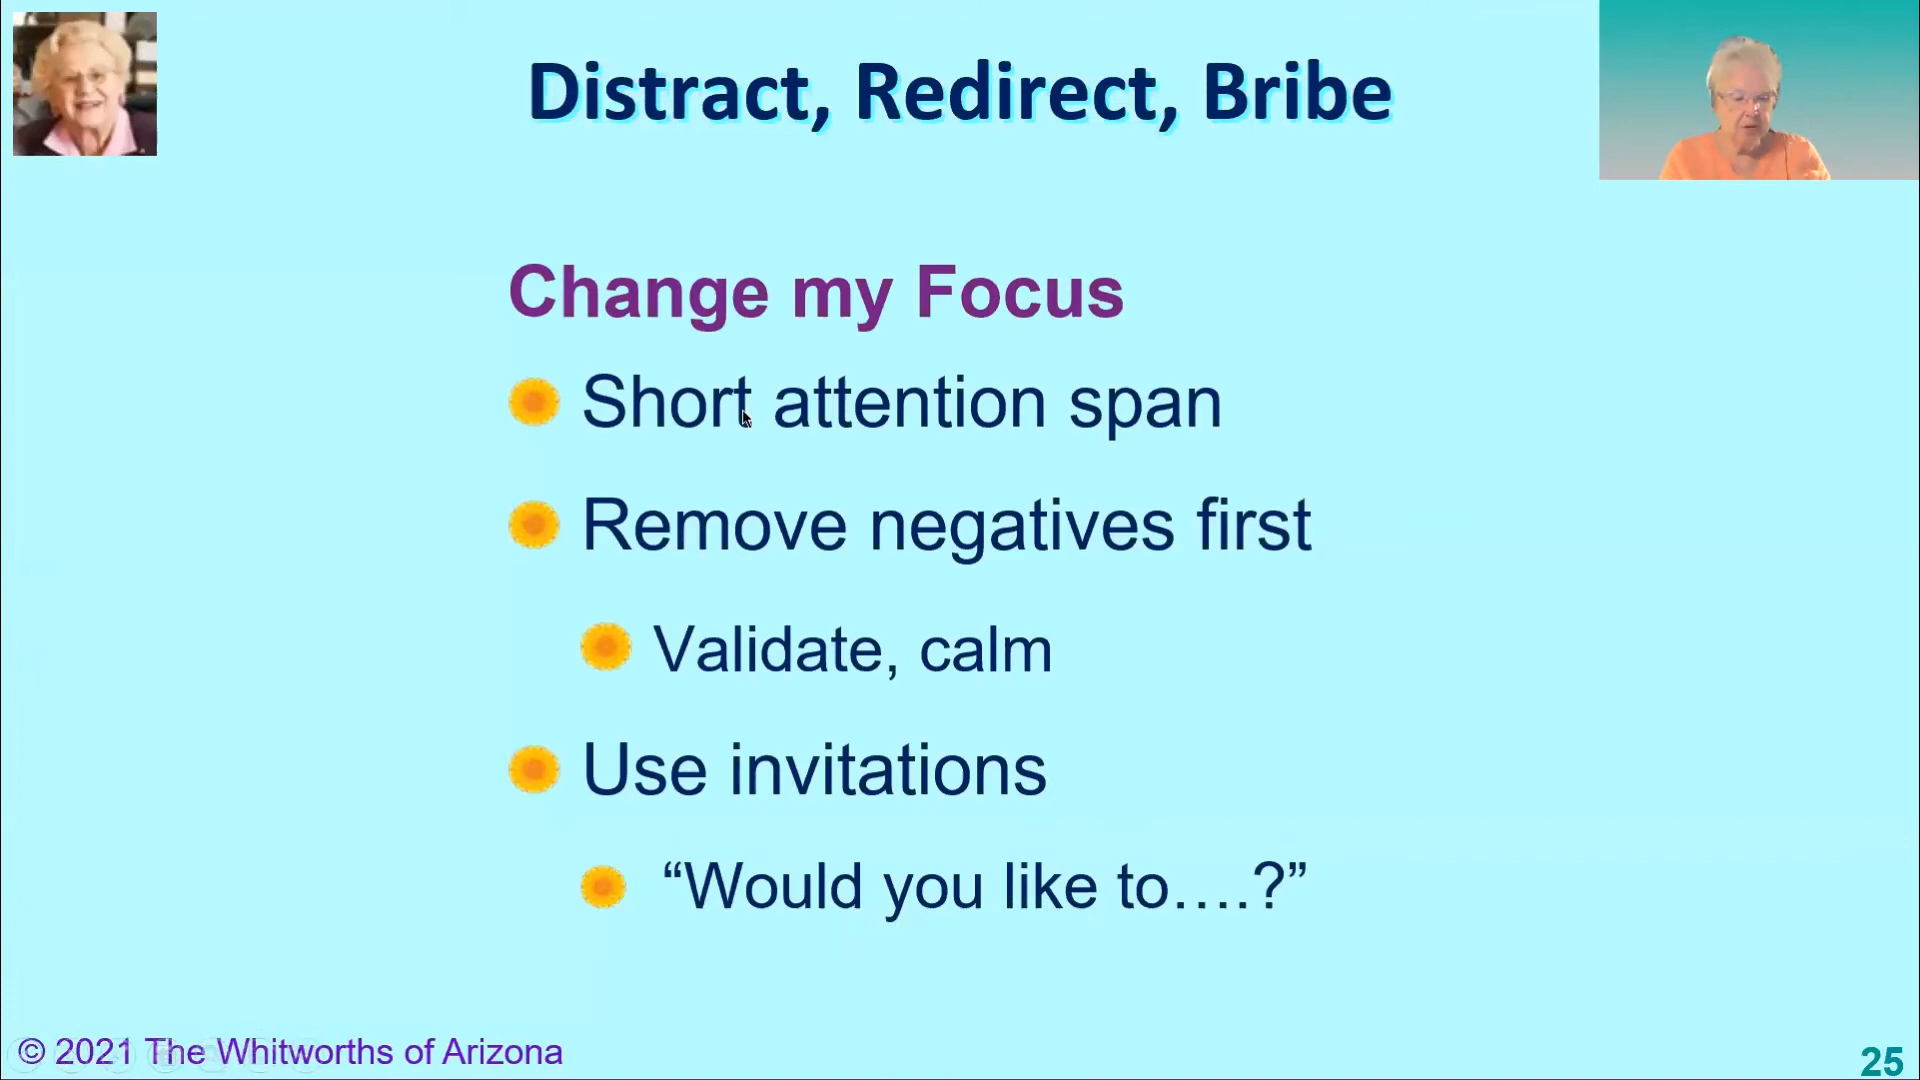 Distract, Redirect, Bribe
Change my Focus
Short attention span
Remove negatives first
Validate, calm
Use invitations
“Would you like to….?”
© 2021 The Whitworths of Arizona
25